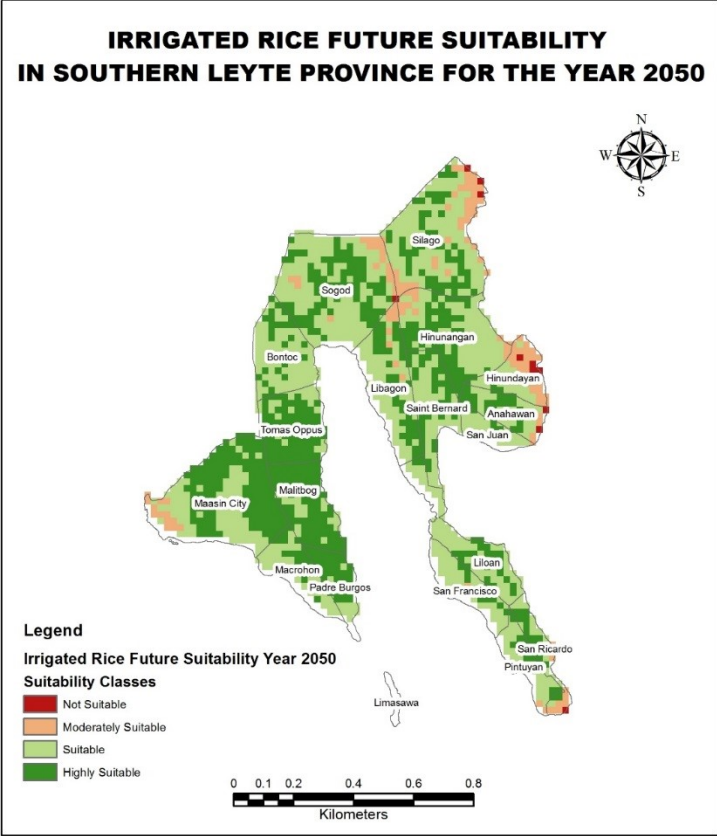 IRRIGATED RICE FUTURE SUITABILITY
IN SOUTHERN LEYTE PROVINCE FOR THE YEAR 2050
N
W E
S
Silago
Sogod
Hinunangan
Bontoc
Hinundayan
Libagon
Saint Bernard
Anahawan
Tomas Oppus
San Juan
Malitbog
Maasin City
Liloan
Macrohon
Padre Burgos
San Francisco
San Ricardo
Pintuyan
Limasawa
Legend
Irrigated Rice Future Suitability Year 2050
Suitability Classes
Not Suitable
Moderately Suitable
Suitable
Highly Suitable
0 0.1 0.2 0.4 0.6 0.8
Kilometers